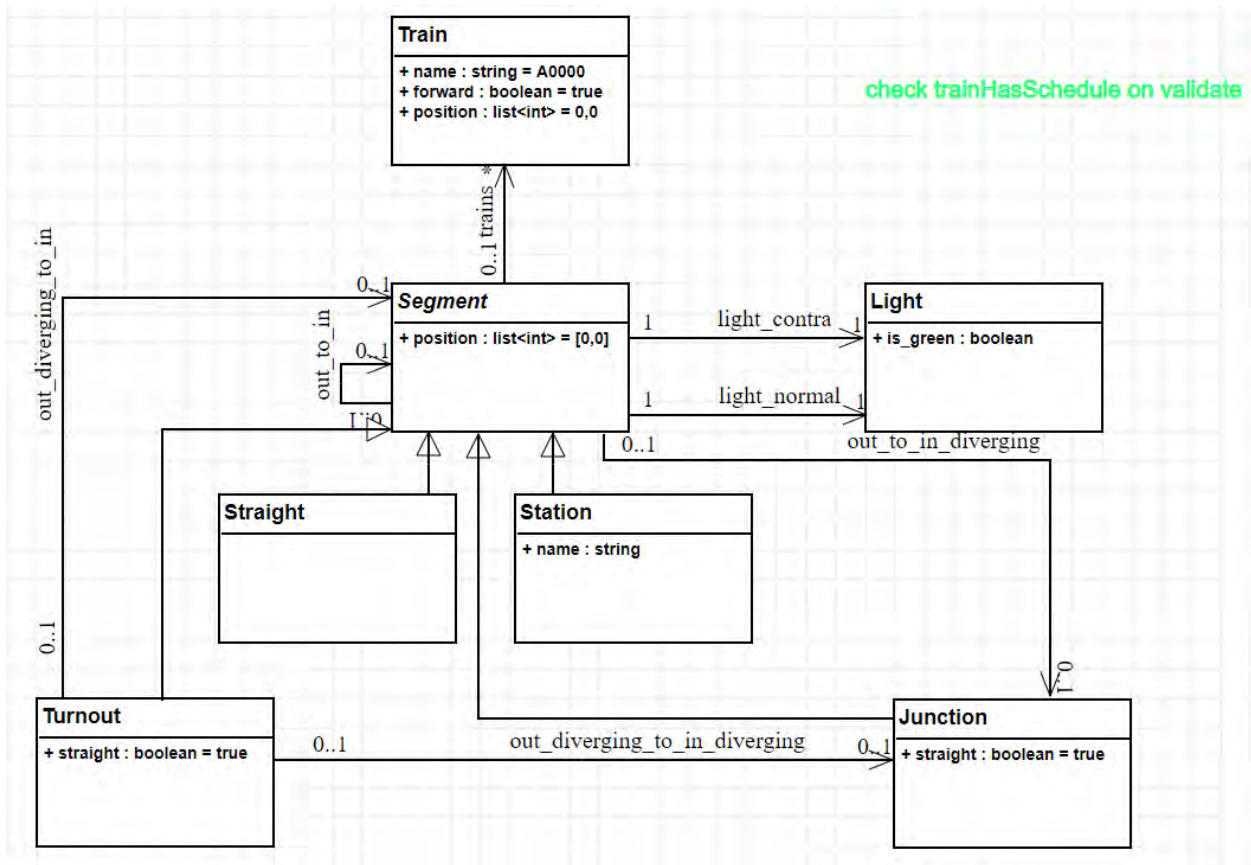 Train
+ name : string = A0000
+ forward : boolean = true
+ position : list<int> = 0,0
check trainHasSchedule on validate
trains *
0..1
out_diverging_to_in
0..1
Segment
+ position : list<int> = [0,0]
out_to_in
0..1
0..1
1
light_contra
1
Light
+ is_green : boolean
1
light_normal
1
0..1
out_to_in_diverging
Straight
Station
+ name : string
0..1
0..1
Turnout
+ straight : boolean = true
0..1
out_diverging_to_in_diverging
0..1
Junction
+ straight : boolean = true